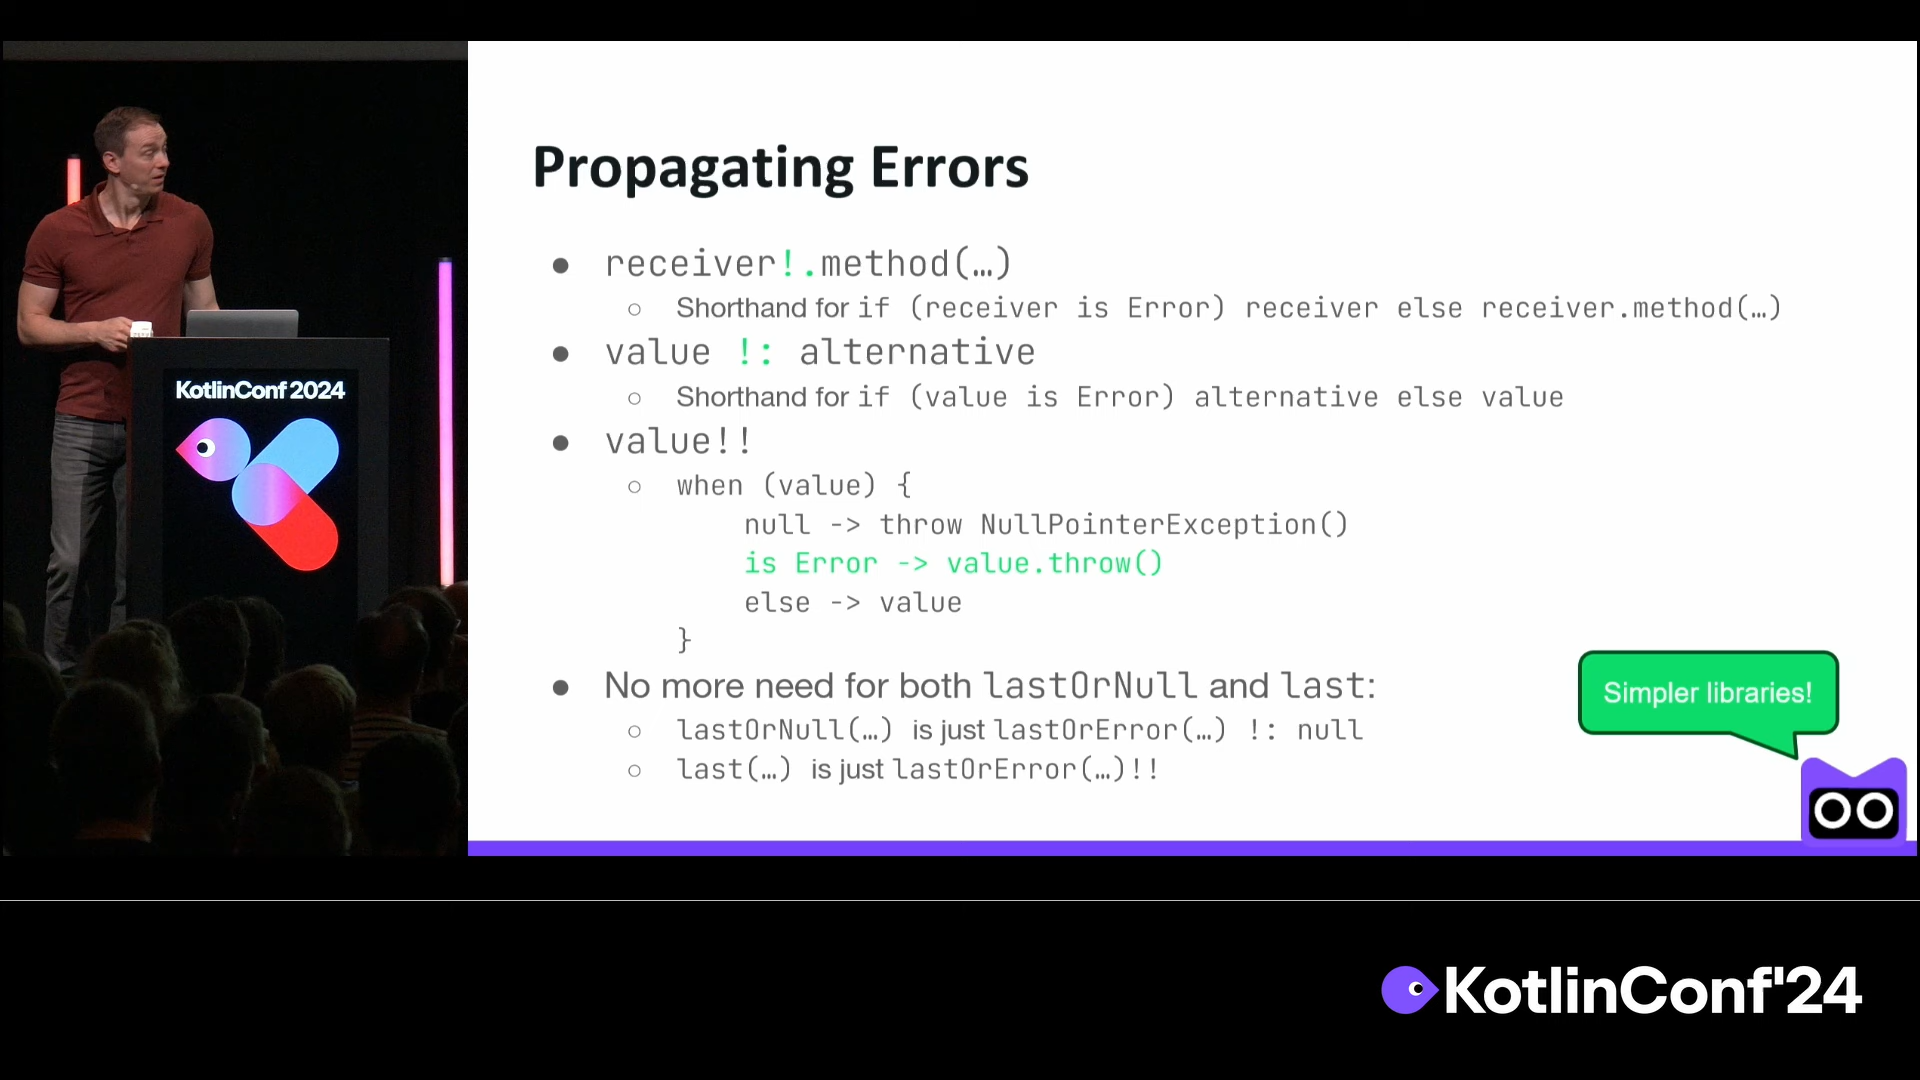 Propagating Errors
● receiver!.method(…)
○ Shorthand for if (receiver is Error) receiver else receiver.method(…)
● value !: alternative
○ Shorthand for if (value is Error) alternative else value
● value!!
○ when (value) {
null -> throw NullPointerException()
is Error -> value.throw()
else -> value
}
● No more need for both lastOrNull and last:
○ lastOrNull(…) is just lastOrError(…) !: null
○ last(…) is just lastOrError(…)!!
Simpler libraries!
KotlinConf 2024
KotlinConf'24